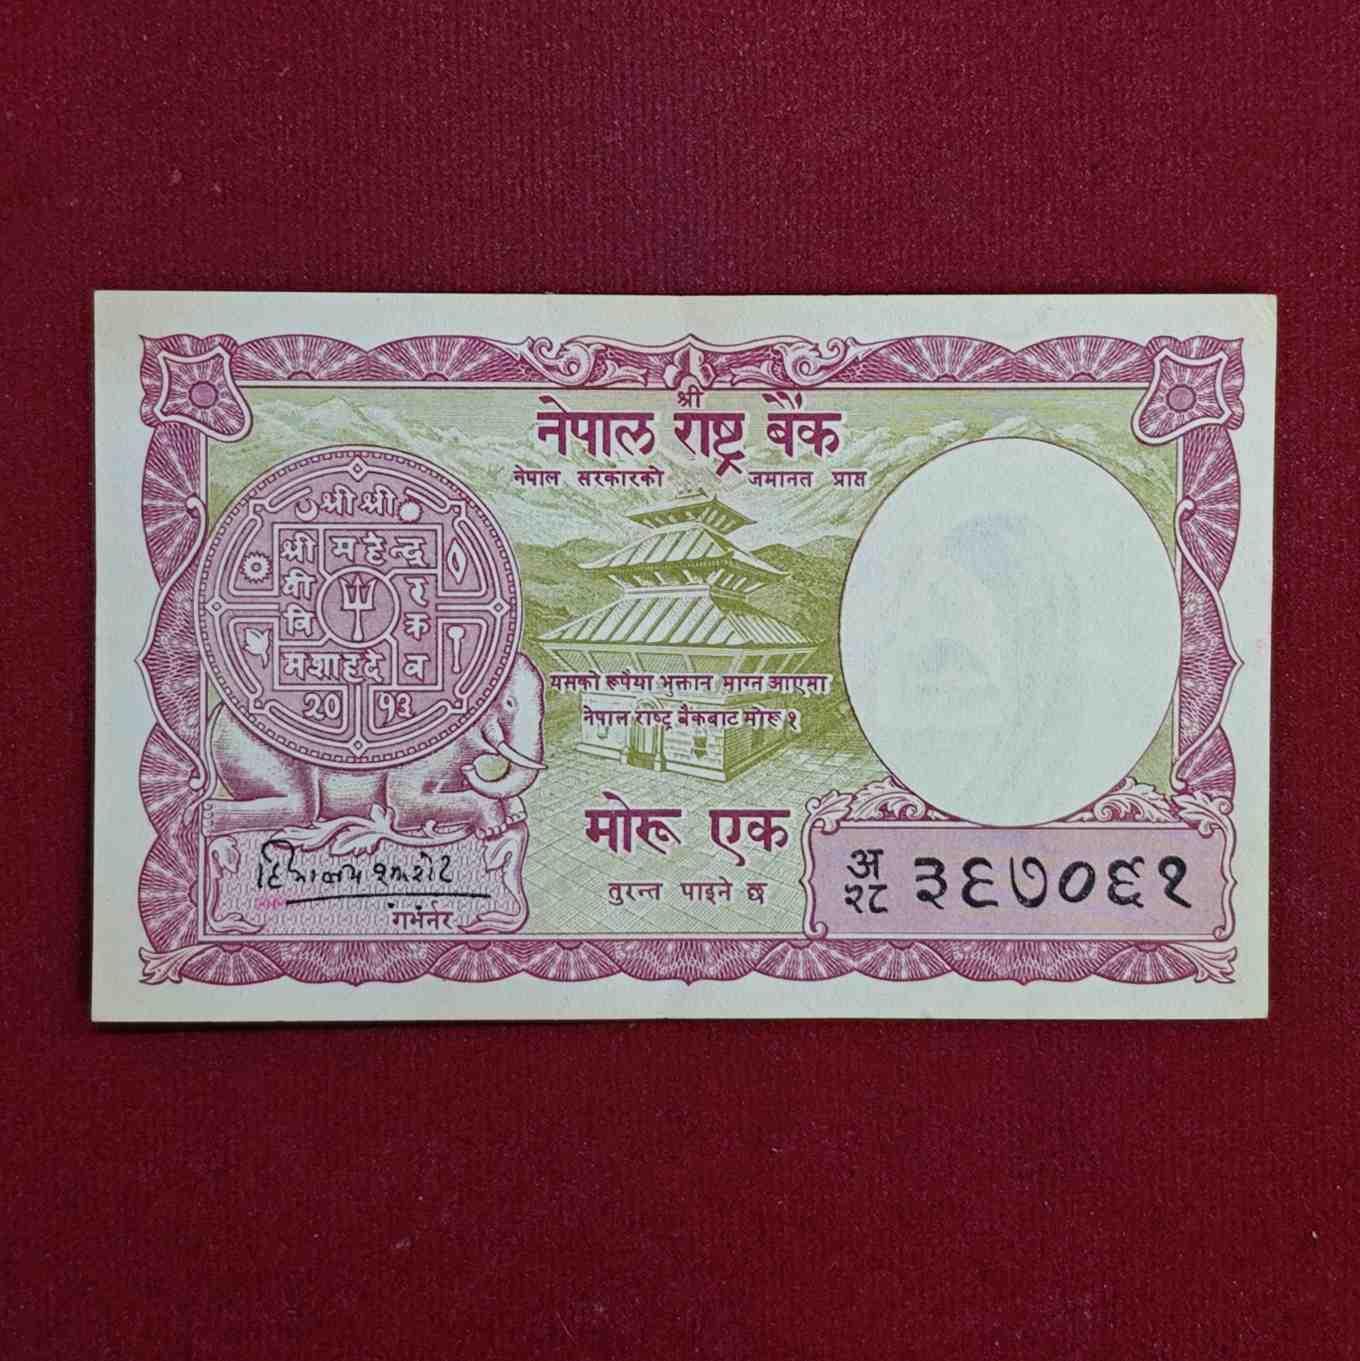 श्री
नेपाल राष्ट्र बैंक
नेपाल सरकारको जमानत प्राप्त
श्री श्री
श्री महेन्द्र
वी र
वि क्र
मशाहदे व
२० १३
यसको रूपैया भुक्तान माग्न आएमा
नेपाल राष्ट्र बैंकबाट मोरू १
मोरू एक
तुरन्त पाइने छ
गभर्नर
अ
२८ ३९७०६१